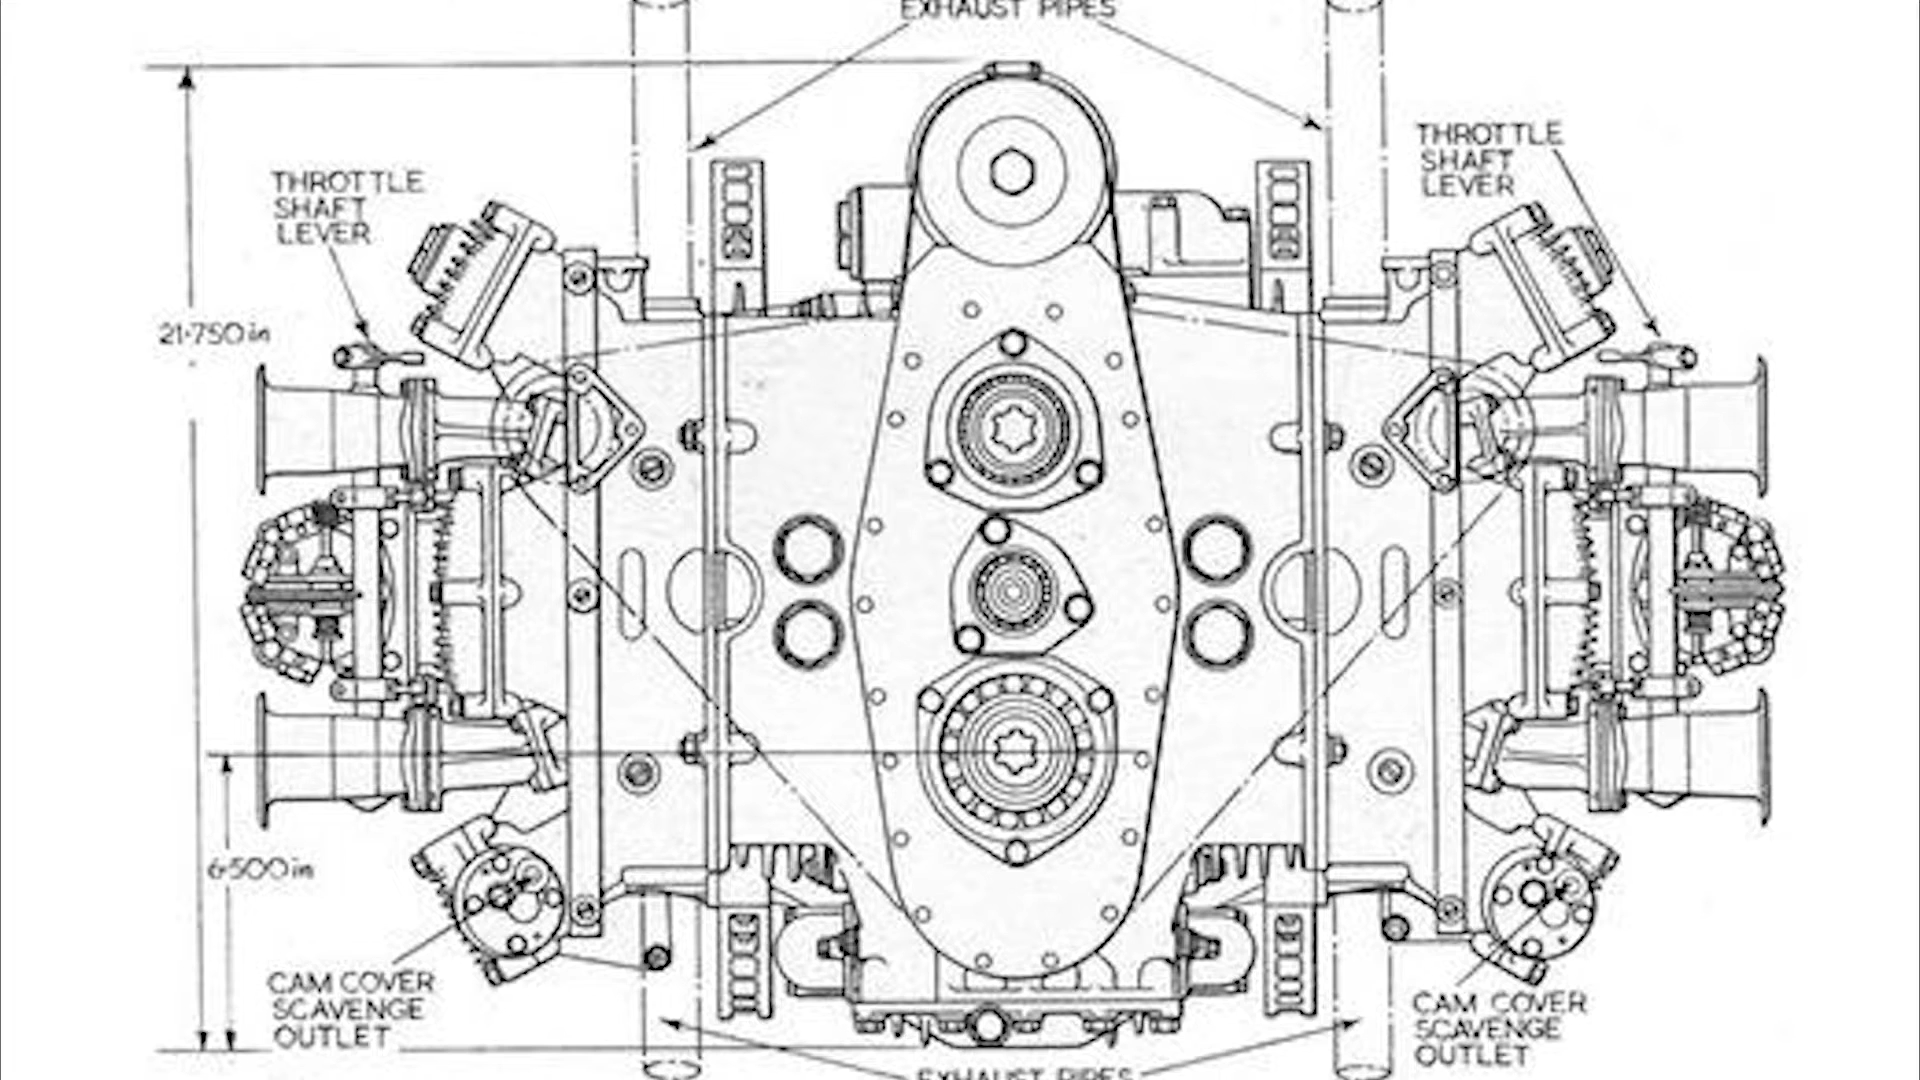 EXHAUST PIPES
THROTTLE
SHAFT
LEVER
THROTTLE
SHAFT
LEVER
21·750 in
6·500 in
CAM COVER
SCAVENGE
OUTLET
CAM COVER
SCAVENGE
OUTLET
EXHAUST PIPES